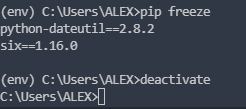 (env) C:\Users\ALEX>pip freeze
python-dateutil==2.8.2
six==1.16.0
(env) C:\Users\ALEX>deactivate
C:\Users\ALEX>